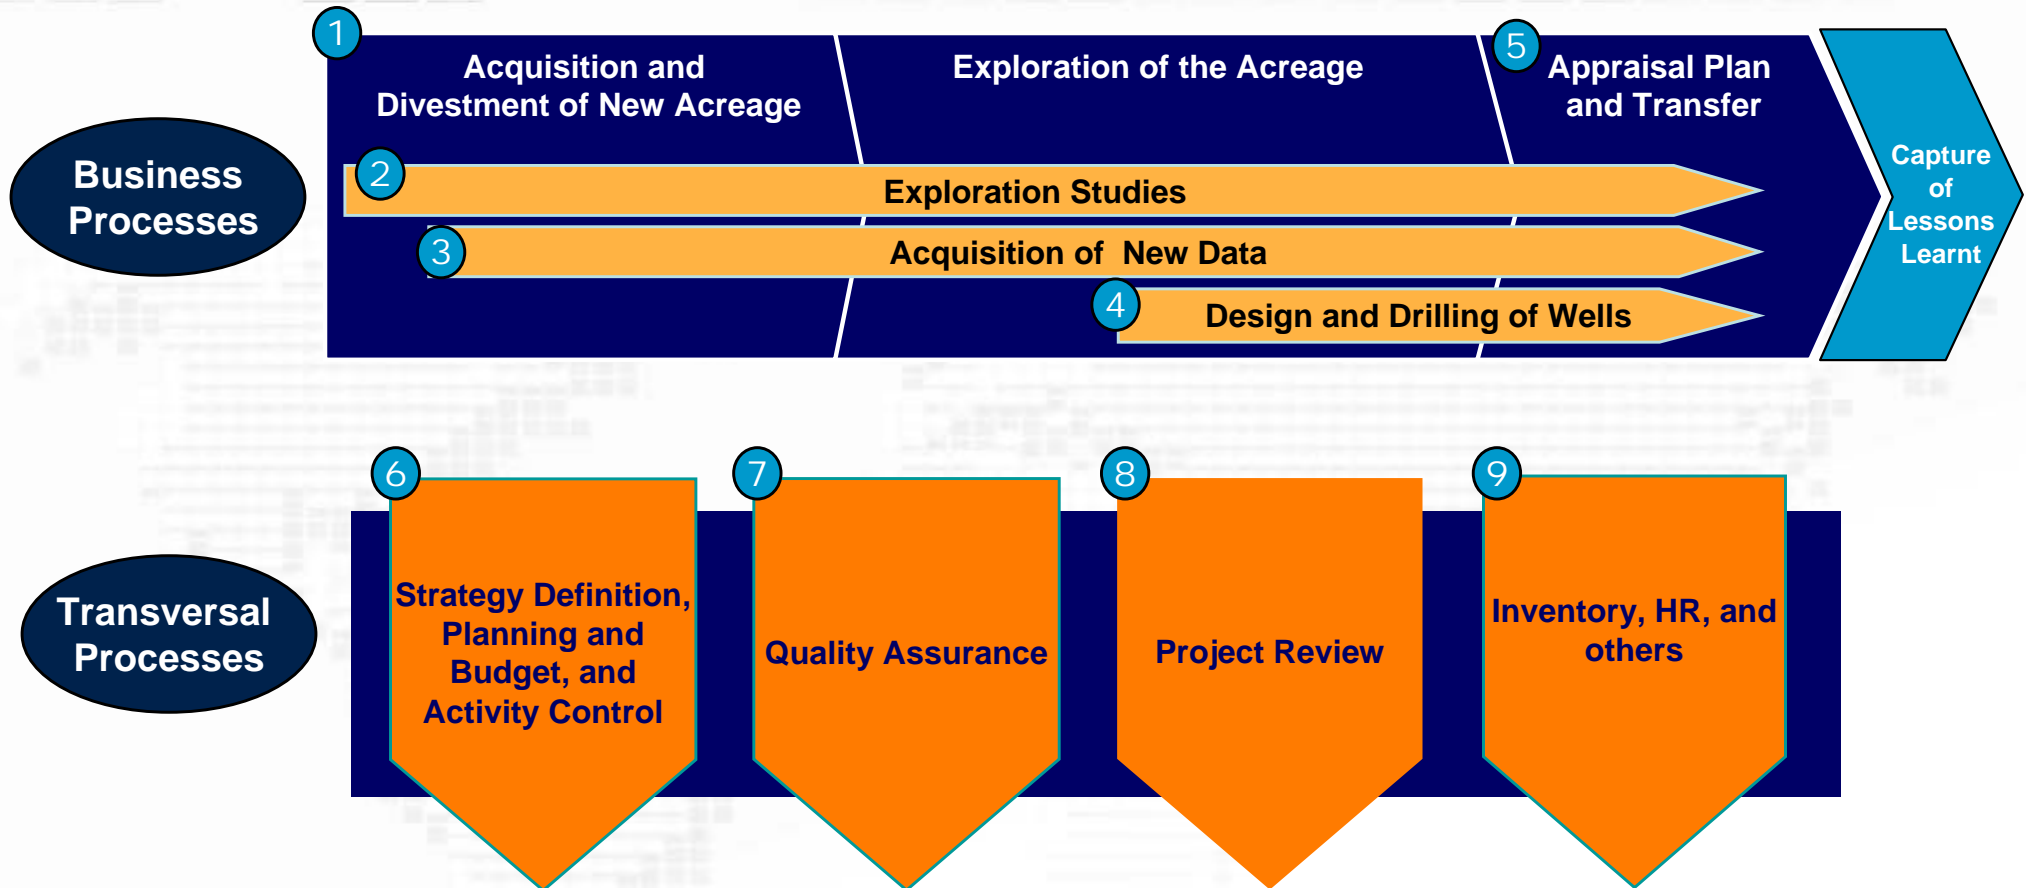 1
Acquisition and
Divestment of New Acreage
Exploration of the Acreage
5
Appraisal Plan
and Transfer
Business
Processes
2
Exploration Studies
3
Acquisition of New Data
4
Design and Drilling of Wells
Capture
of
Lessons
Learnt
Transversal
Processes
6
Strategy Definition,
Planning and
Budget, and
Activity Control
7
Quality Assurance
8
Project Review
9
Inventory, HR, and
others